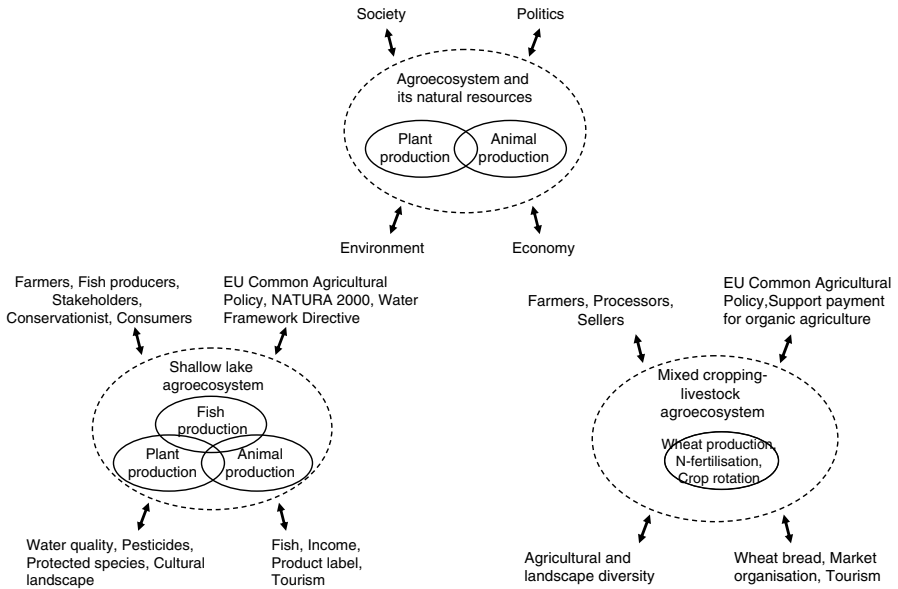 Society
Politics
Agroecosystem and
its natural resources
Plant
production
Animal
production
Environment
Economy
Farmers, Fish producers,
Stakeholders,
Conservationist, Consumers
EU Common Agricultural
Policy, NATURA 2000, Water
Framework Directive
Shallow lake
agroecosystem
Fish
production
Plant
production
Animal
production
Water quality, Pesticides,
Protected species, Cultural
landscape
Fish, Income,
Product label,
Tourism
Farmers, Processors,
Sellers
EU Common Agricultural
Policy,Support payment
for organic agriculture
Mixed cropping-
livestock
agroecosystem
Wheat production,
N-fertilisation,
Crop rotation
Agricultural and
landscape diversity
Wheat bread, Market
organisation, Tourism